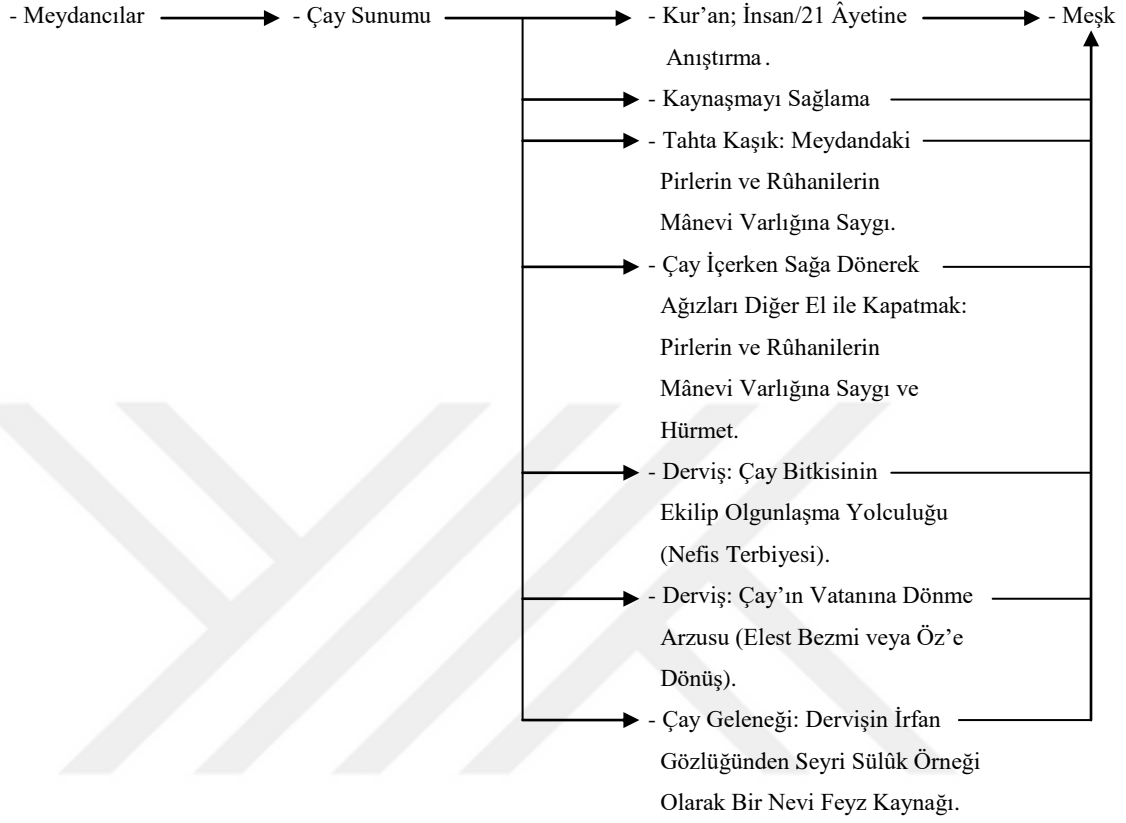 - Meydancılar - Çay Sunumu - Kur'an; İnsan/21 Âyetine - Meşk
Anıştırma.
- Kaynaşmayı Sağlama
- Tahta Kaşık: Meydandaki
Pirlerin ve Rûhanilerin
Mânevi Varlığına Saygı.
- Çay İçerken Sağa Dönerek
Ağızları Diğer El ile Kapatmak:
Pirlerin ve Rûhanilerin
Mânevi Varlığına Saygı ve
Hürmet.
- Derviş: Çay Bitkisinin
Ekilip Olgunlaşma Yolculuğu
(Nefis Terbiyesi).
- Derviş: Çay'ın Vatanına Dönme
Arzusu (Elest Bezmi veya Öz'e
Dönüş).
- Çay Geleneği: Dervişin İrfan
Gözlüğünden Seyri Sülûk Örneği
Olarak Bir Nevi Feyz Kaynağı.